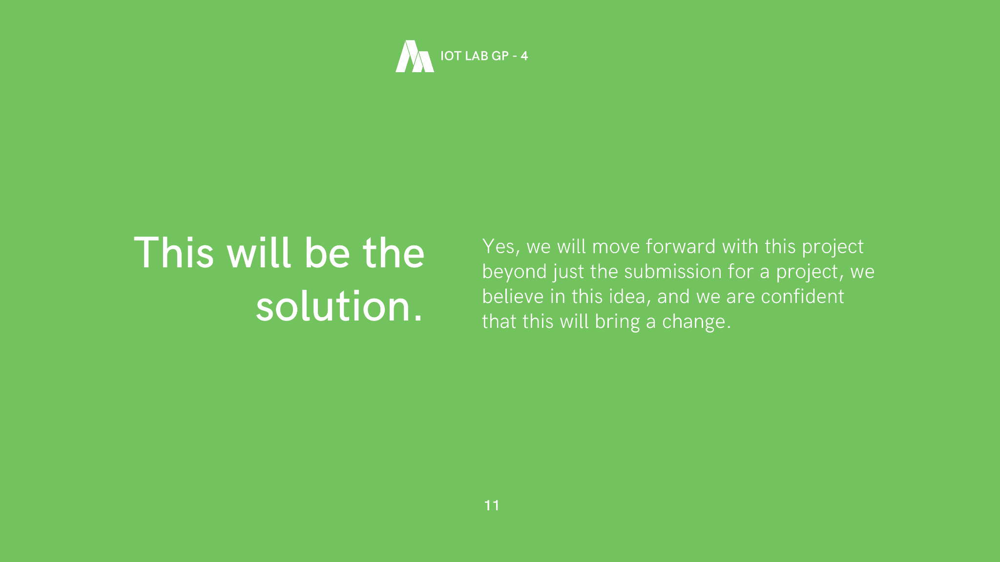 IOT LAB GP - 4
This will be the
solution.
Yes, we will move forward with this project
beyond just the submission for a project, we
believe in this idea, and we are confident
that this will bring a change.
11